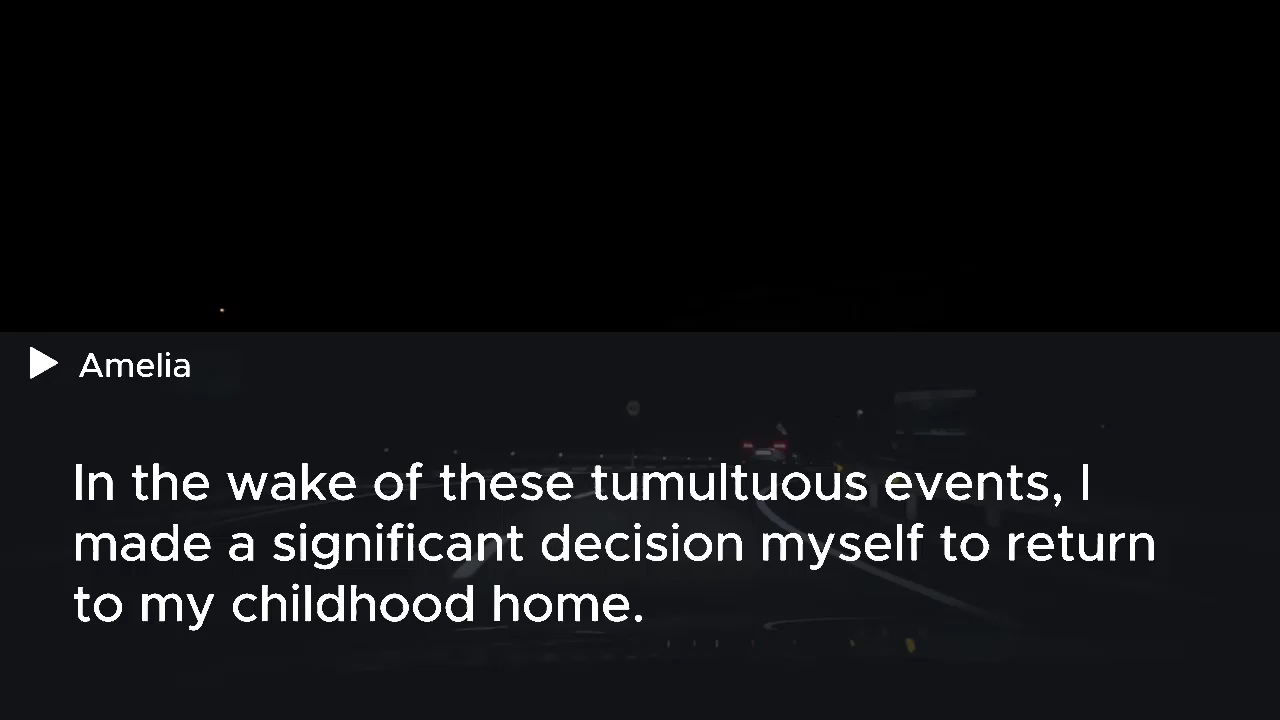 Amelia
In the wake of these tumultuous events, I
made a significant decision myself to return
to my childhood home.